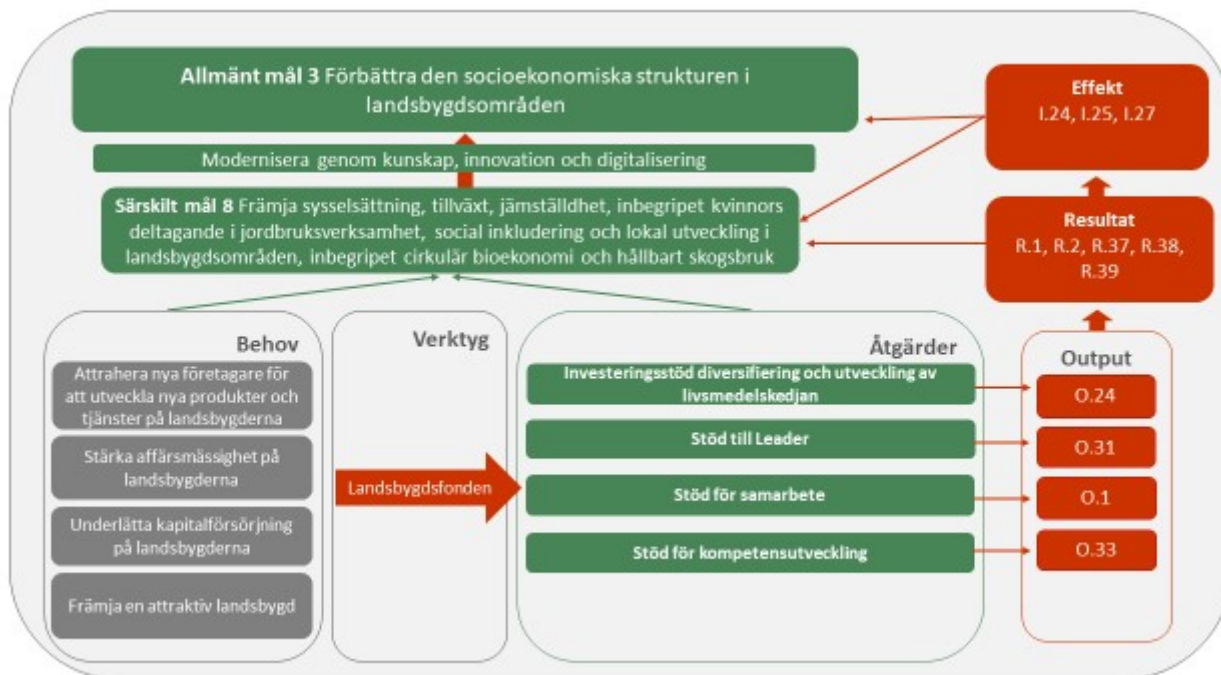 Allmänt mål 3 Förbättra den socioekonomiska strukturen i
landsbygdsområden
Modernisera genom kunskap, innovation och digitalisering
Särskilt mål 8 Främja sysselsättning, tillväxt, jämställdhet, inbegripet kvinnors
deltagande i jordbruksverksamhet, social inkludering och lokal utveckling i
landsbygdsområden, inbegripet cirkulär bioekonomi och hållbart skogsbruk
Effekt
I.24, I.25, I.27
Resultat
R.1, R.2, R.37, R.38,
R.39
Behov
Attrahera nya företagare för
att utveckla nya produkter och
tjänster på landsbygderna
Stärka affärsmässighet på
landsbygderna
Underlätta kapitalförsörjning
på landsbygderna
Främja en attraktiv landsbygd
Verktyg
Landsbygdsfonden
Åtgärder
Investeringsstöd diversifiering och utveckling av
livsmedelskedjan
Stöd till Leader
Stöd för samarbete
Stöd för kompetensutveckling
Output
O.24
O.31
O.1
O.33